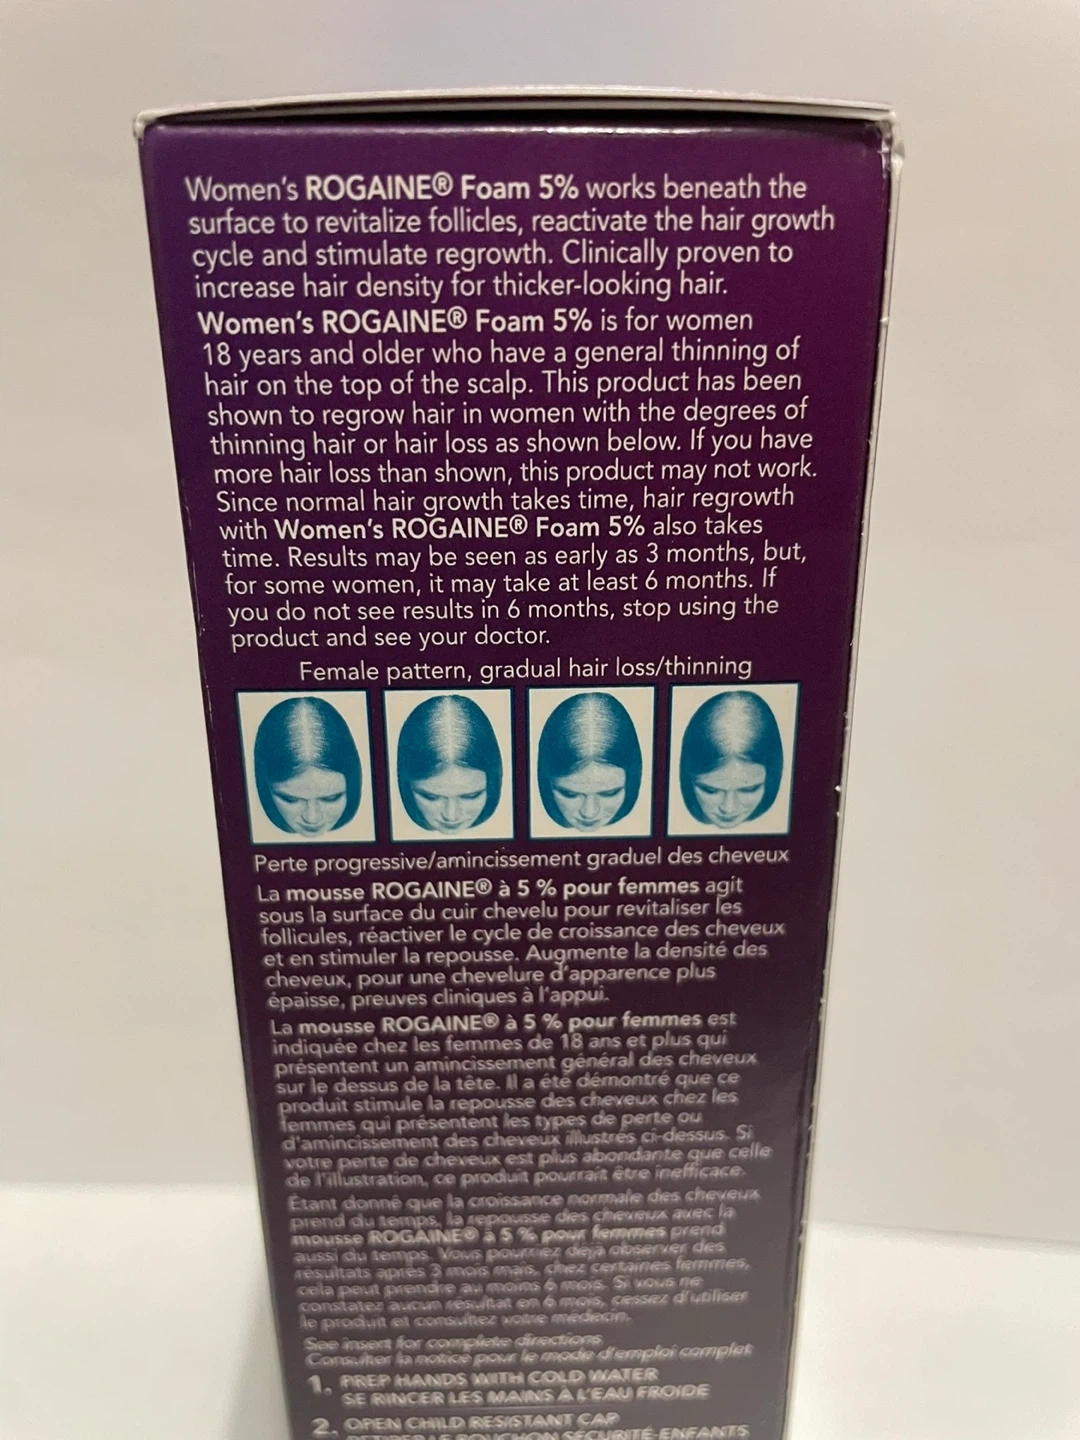 Women's ROGAINE® Foam 5% works beneath the
surface to revitalize follicles, reactivate the hair growth
cycle and stimulate regrowth. Clinically proven to
increase hair density for thicker-looking hair.
Women's ROGAINE® Foam 5% is for women
18 years and older who have a general thinning of
hair on the top of the scalp. This product has been
shown to regrow hair in women with the degrees of
thinning hair or hair loss as shown below. If you have
more hair loss than shown, this product may not work.
Since normal hair growth takes time, hair regrowth
with Women's ROGAINE® Foam 5% also takes
time. Results may be seen as early as 3 months, but,
for some women, it may take at least 6 months. If
you do not see results in 6 months, stop using the
product and see your doctor.
Female pattern, gradual hair loss/thinning
Perte progressive/amincissement graduel des cheveux
La mousse ROGAINE® à 5 % pour femmes agit
sous la surface du cuir chevelu pour revitaliser les
follicules, réactiver le cycle de croissance des cheveux
et en stimuler la repousse. Augmente la densité des
cheveux, pour une chevelure d'apparence plus
épaisse, preuves cliniques à l'appui.
La mousse ROGAINE® à 5 % pour femmes est
indiquée chez les femmes de 18 ans et plus qui
présentent un amincissement général des cheveux
sur le dessus de la tête. Il a été démontré que ce
produit stimule la repousse des cheveux chez les
femmes qui présentent les types de perte ou
d'amincissement des cheveux illustrés ci-dessus. Si
votre perte de cheveux est plus abondante que celle
de l'illustration, ce produit pourrait être inefficace.
Étant donné que la croissance normale des cheveux
prend du temps, la repousse des cheveux avec la
mousse ROGAINE® à 5 % pour femmes prend
aussi du temps. Vous pourriez déjà observer des
résultats après 3 mois mais, chez certaines femmes,
cela peut prendre au moins 6 mois. Si vous ne
constatez aucun résultat en 6 mois, cessez d'utiliser
le produit et consultez votre médecin.
See insert for complete directions
Consulter la notice pour le mode d'emploi complet
1. PREP HANDS WITH COLD WATER
SE RINCER LES MAINS À L'EAU FROIDE
2. OPEN CHILD RESISTANT CAP
RETIRER LE BOUCHON SÉCURITÉ-ENFANTS